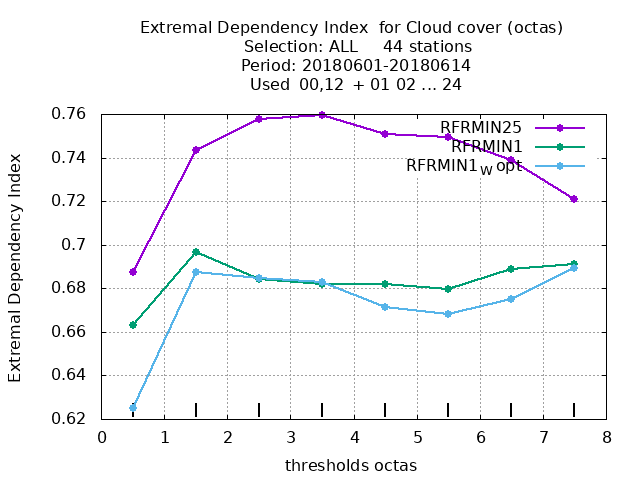 Extremal Dependency Index  for Cloud cover (octas)
Selection: ALL     44 stations
Period: 20180601-20180614
Used  00,12  + 01 02 ... 24
Extremal Dependency Index
0.76
0.74
0.72
0.7
0.68
0.66
0.64
0.62
RFRMIN25
RFRMIN1
RFRMIN1w opt
0 1 2 3 4 5 6 7 8
thresholds octas